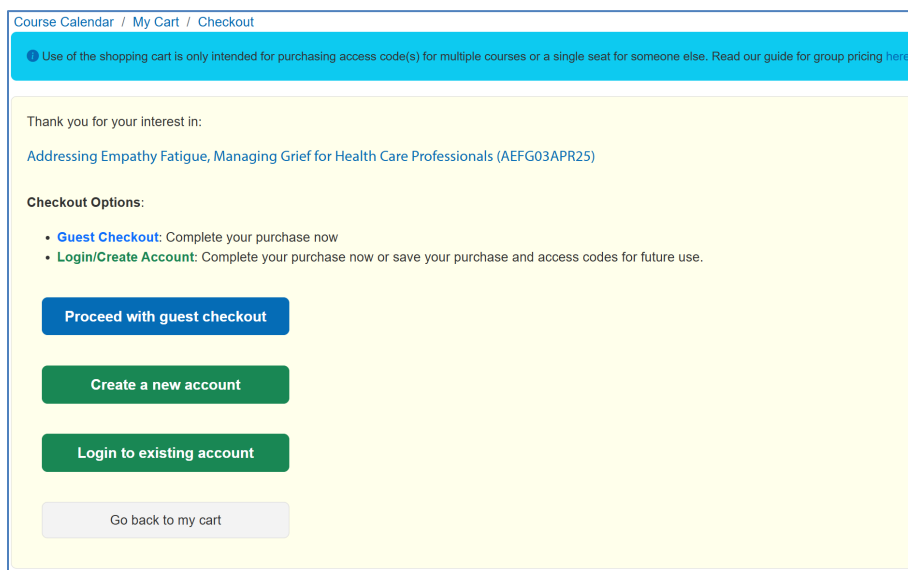 Course Calendar / My Cart / Checkout
Use of the shopping cart is only intended for purchasing access code(s) for multiple courses or a single seat for someone else. Read our guide for group pricing here
Thank you for your interest in:
Addressing Empathy Fatigue, Managing Grief for Health Care Professionals (AEFG03APR25)
Checkout Options:
• Guest Checkout: Complete your purchase now
• Login/Create Account: Complete your purchase now or save your purchase and access codes for future use.
Proceed with guest checkout
Create a new account
Login to existing account
Go back to my cart